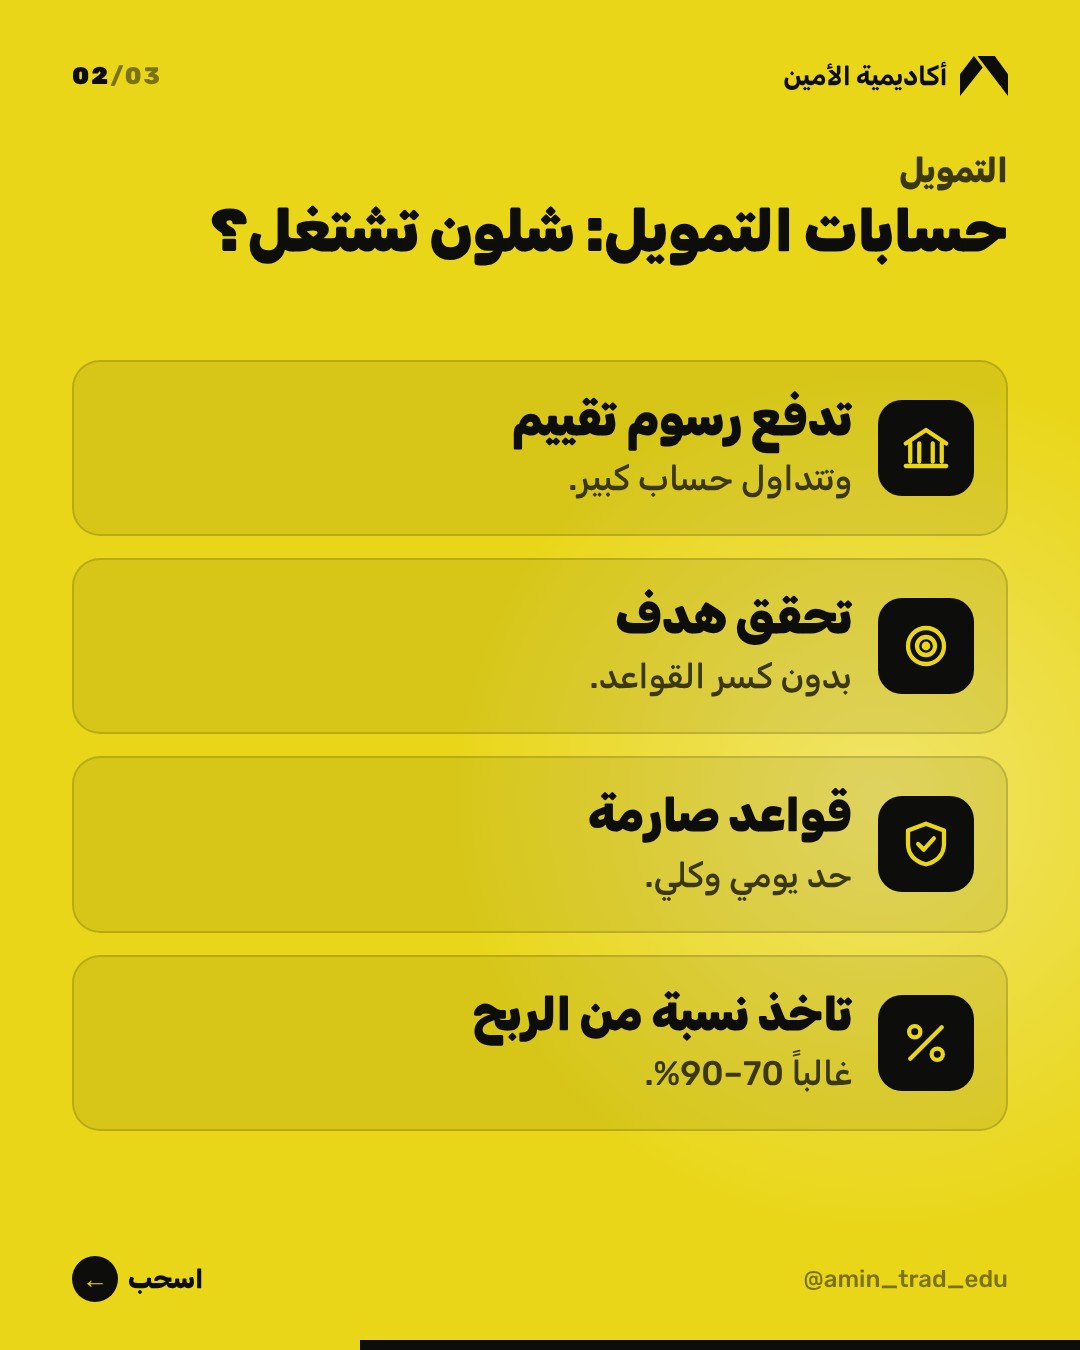 أكاديمية الأمين
02/03
التمويل
حسابات التمويل: شلون تشتغل؟
تدفع رسوم تقييم
وتتداول حساب كبير.
تحقق هدف
بدون كسر القواعد.
قواعد صارمة
حد يومي وكلي.
تاخذ نسبة من الربح
غالباً 70–90%.
@amin_trad_edu
اسحب ←